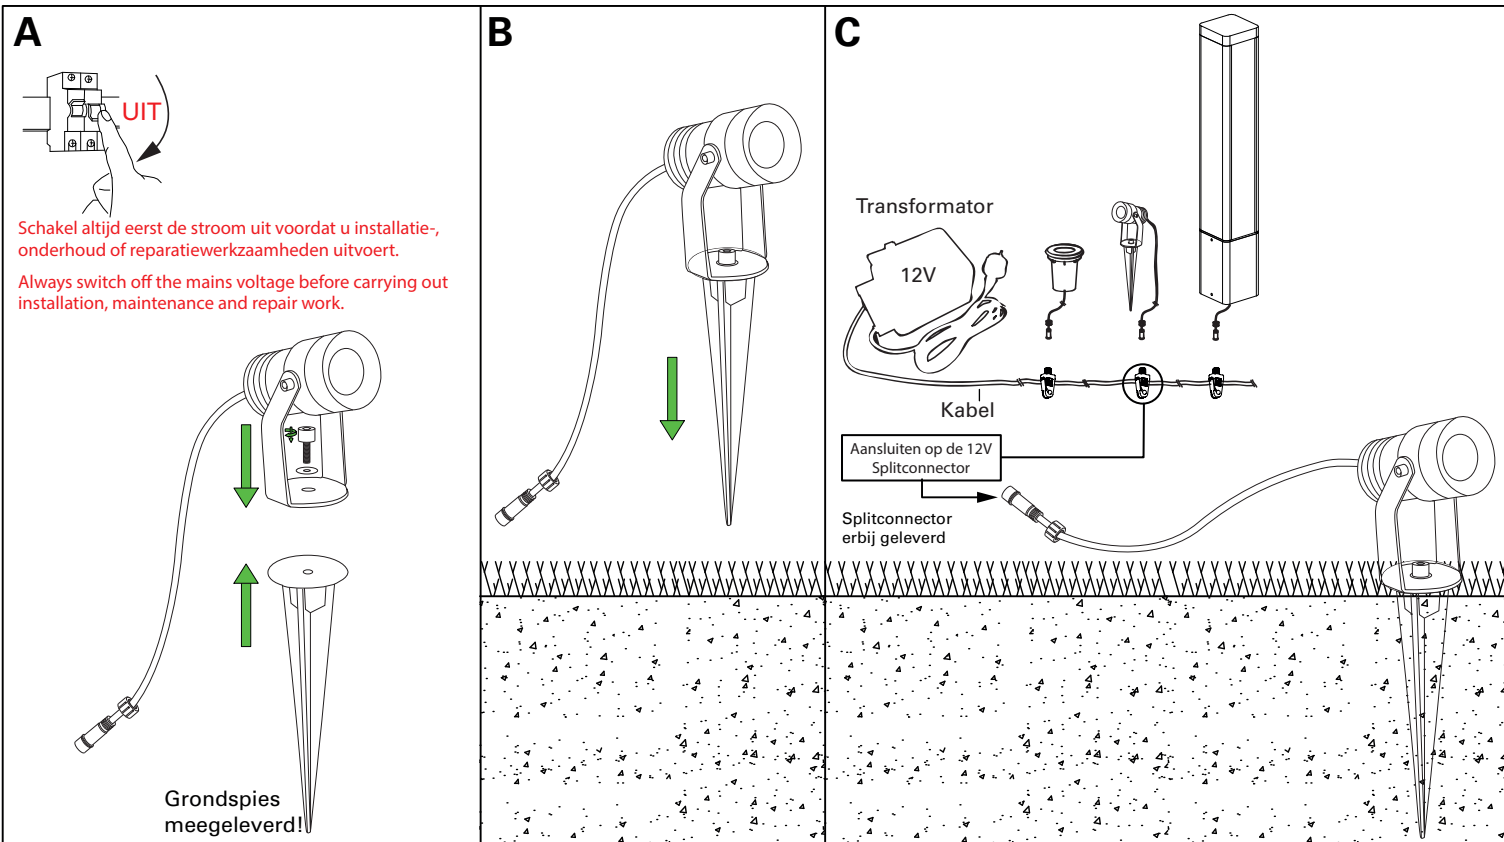 A
UIT
Schakel altijd eerst de stroom uit voordat u installatie-,
onderhoud of reparatiewerkzaamheden uitvoert.
Always switch off the mains voltage before carrying out
installation, maintenance and repair work.
Grondspies
meegeleverd!
B
C
Transformator
12V
Kabel
Aansluiten op de 12V
Splitconnector
Splitconnector
erbij geleverd